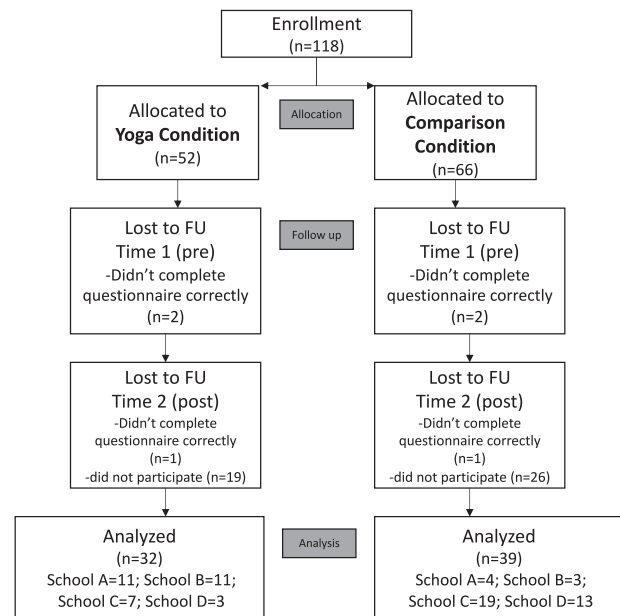 Enrollment
(n=118)
Allocation
Allocated to
Yoga Condition
(n=52)
Allocated to
Comparison
Condition
(n=66)
Follow up
Lost to FU
Time 1 (pre)
-Didn't complete
questionnaire correctly
(n=2)
Lost to FU
Time 1 (pre)
-Didn't complete
questionnaire correctly
(n=2)
Lost to FU
Time 2 (post)
-Didn't complete
questionnaire correctly
(n=1)
-did not participate (n=19)
Lost to FU
Time 2 (post)
-Didn't complete
questionnaire correctly
(n=1)
-did not participate (n=26)
Analysis
Analyzed
(n=32)
School A=11; School B=11;
School C=7; School D=3
Analyzed
(n=39)
School A=4; School B=3;
School C=19; School D=13